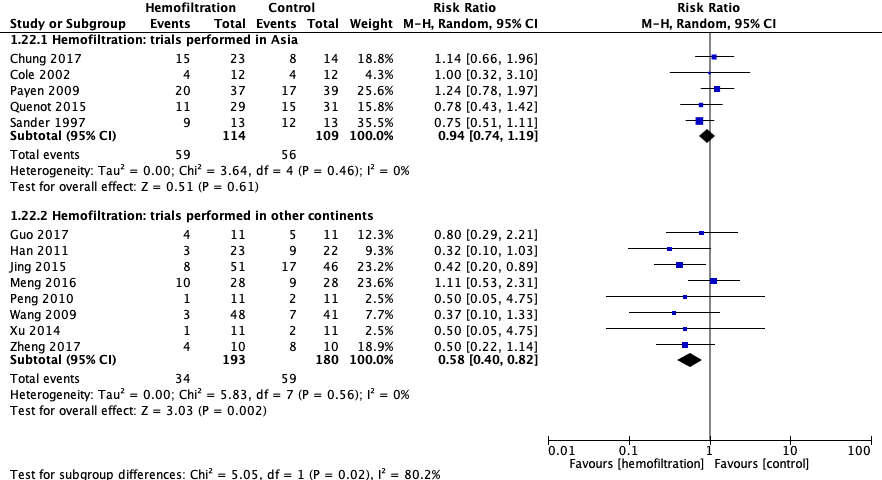 Hemofiltration Control Risk Ratio Risk Ratio
Study or Subgroup Events Total Events Total Weight M-H, Random, 95% CI M-H, Random, 95% CI
1.22.1 Hemofiltration: trials performed in Asia
Chung 2017 15 23 8 14 18.8% 1.14 [0.66, 1.96]
Cole 2002 4 12 4 12 4.3% 1.00 [0.32, 3.10]
Payen 2009 20 37 17 39 25.6% 1.24 [0.78, 1.97]
Quenot 2015 11 29 15 31 15.8% 0.78 [0.43, 1.42]
Sander 1997 9 13 12 13 35.5% 0.75 [0.51, 1.11]
Subtotal (95% CI) 114 109 100.0% 0.94 [0.74, 1.19]
Total events 59 56
Heterogeneity: Tau² = 0.00; Chi² = 3.64, df = 4 (P = 0.46); I² = 0%
Test for overall effect: Z = 0.51 (P = 0.61)
1.22.2 Hemofiltration: trials performed in other continents
Guo 2017 4 11 5 11 12.3% 0.80 [0.29, 2.21]
Han 2011 3 23 9 22 9.3% 0.32 [0.10, 1.03]
Jing 2015 8 51 17 46 23.2% 0.42 [0.20, 0.89]
Meng 2016 10 28 9 28 23.6% 1.11 [0.53, 2.31]
Peng 2010 1 11 2 11 2.5% 0.50 [0.05, 4.75]
Wang 2009 3 48 7 41 7.7% 0.37 [0.10, 1.33]
Xu 2014 1 11 2 11 2.5% 0.50 [0.05, 4.75]
Zheng 2017 4 10 8 10 18.9% 0.50 [0.22, 1.14]
Subtotal (95% CI) 193 180 100.0% 0.58 [0.40, 0.82]
Total events 34 59
Heterogeneity: Tau² = 0.00; Chi² = 5.83, df = 7 (P = 0.56); I² = 0%
Test for overall effect: Z = 3.03 (P = 0.002)
0.01 0.1 1 10 100
Favours [hemofiltration] Favours [control]
Test for subgroup differences: Chi² = 5.05, df = 1 (P = 0.02), I² = 80.2%